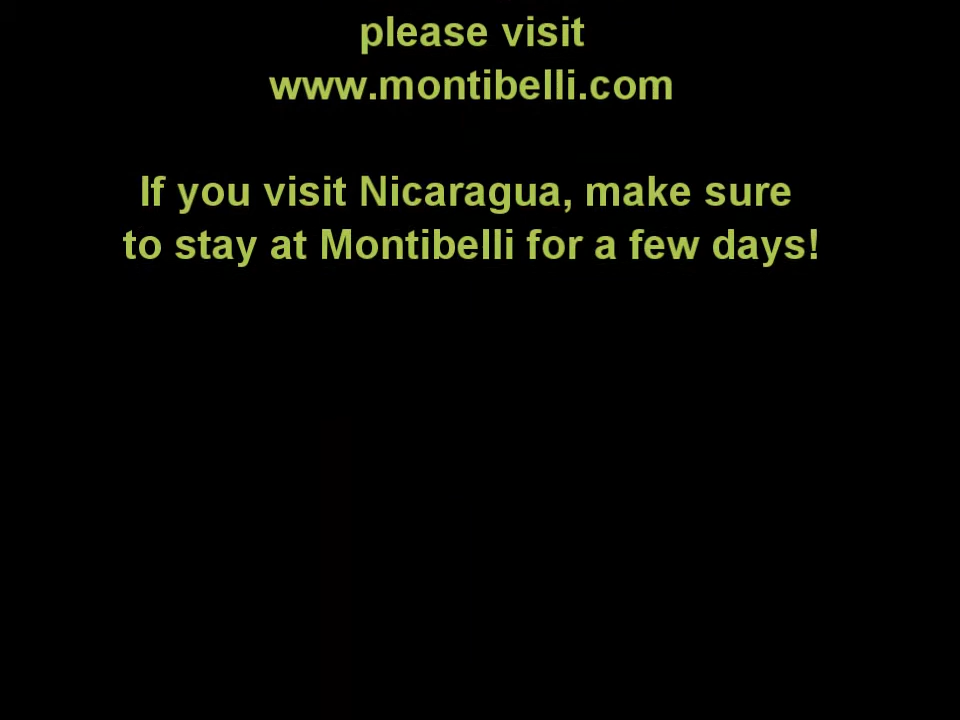 please visit
www.montibelli.com
If you visit Nicaragua, make sure
to stay at Montibelli for a few days!